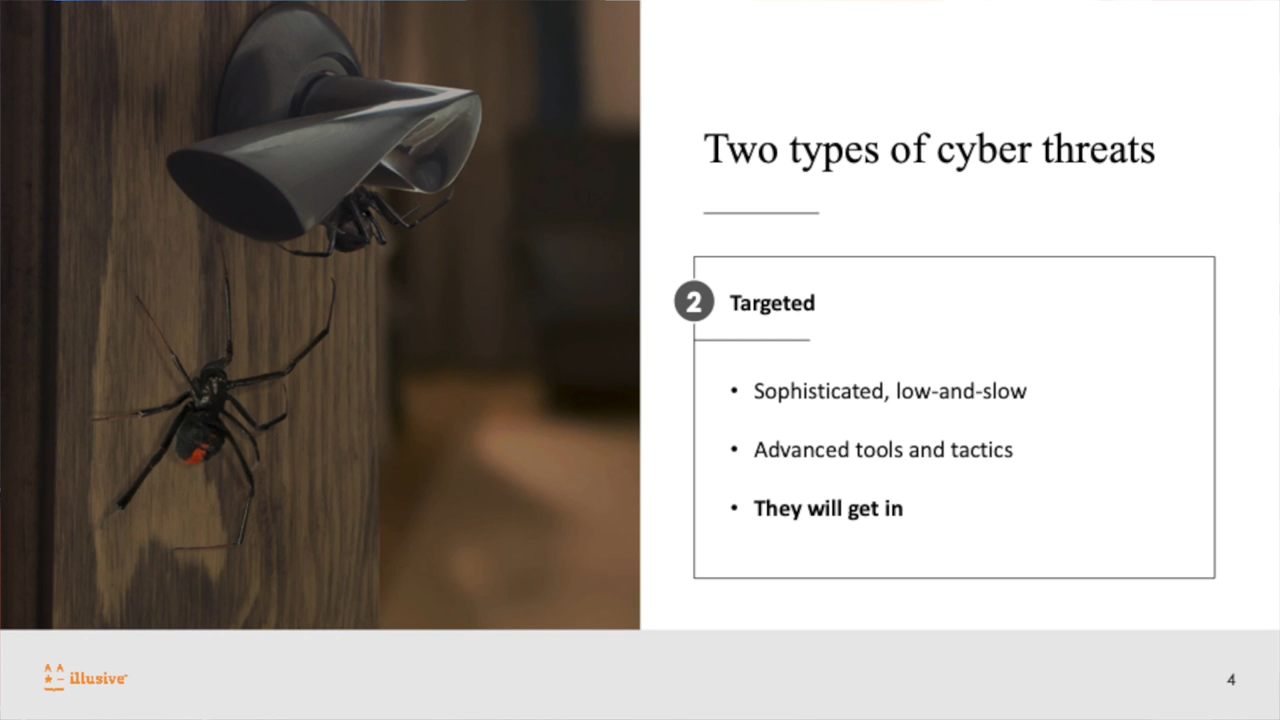 Two types of cyber threats
2 Targeted
• Sophisticated, low-and-slow
• Advanced tools and tactics
• They will get in
illusive
4